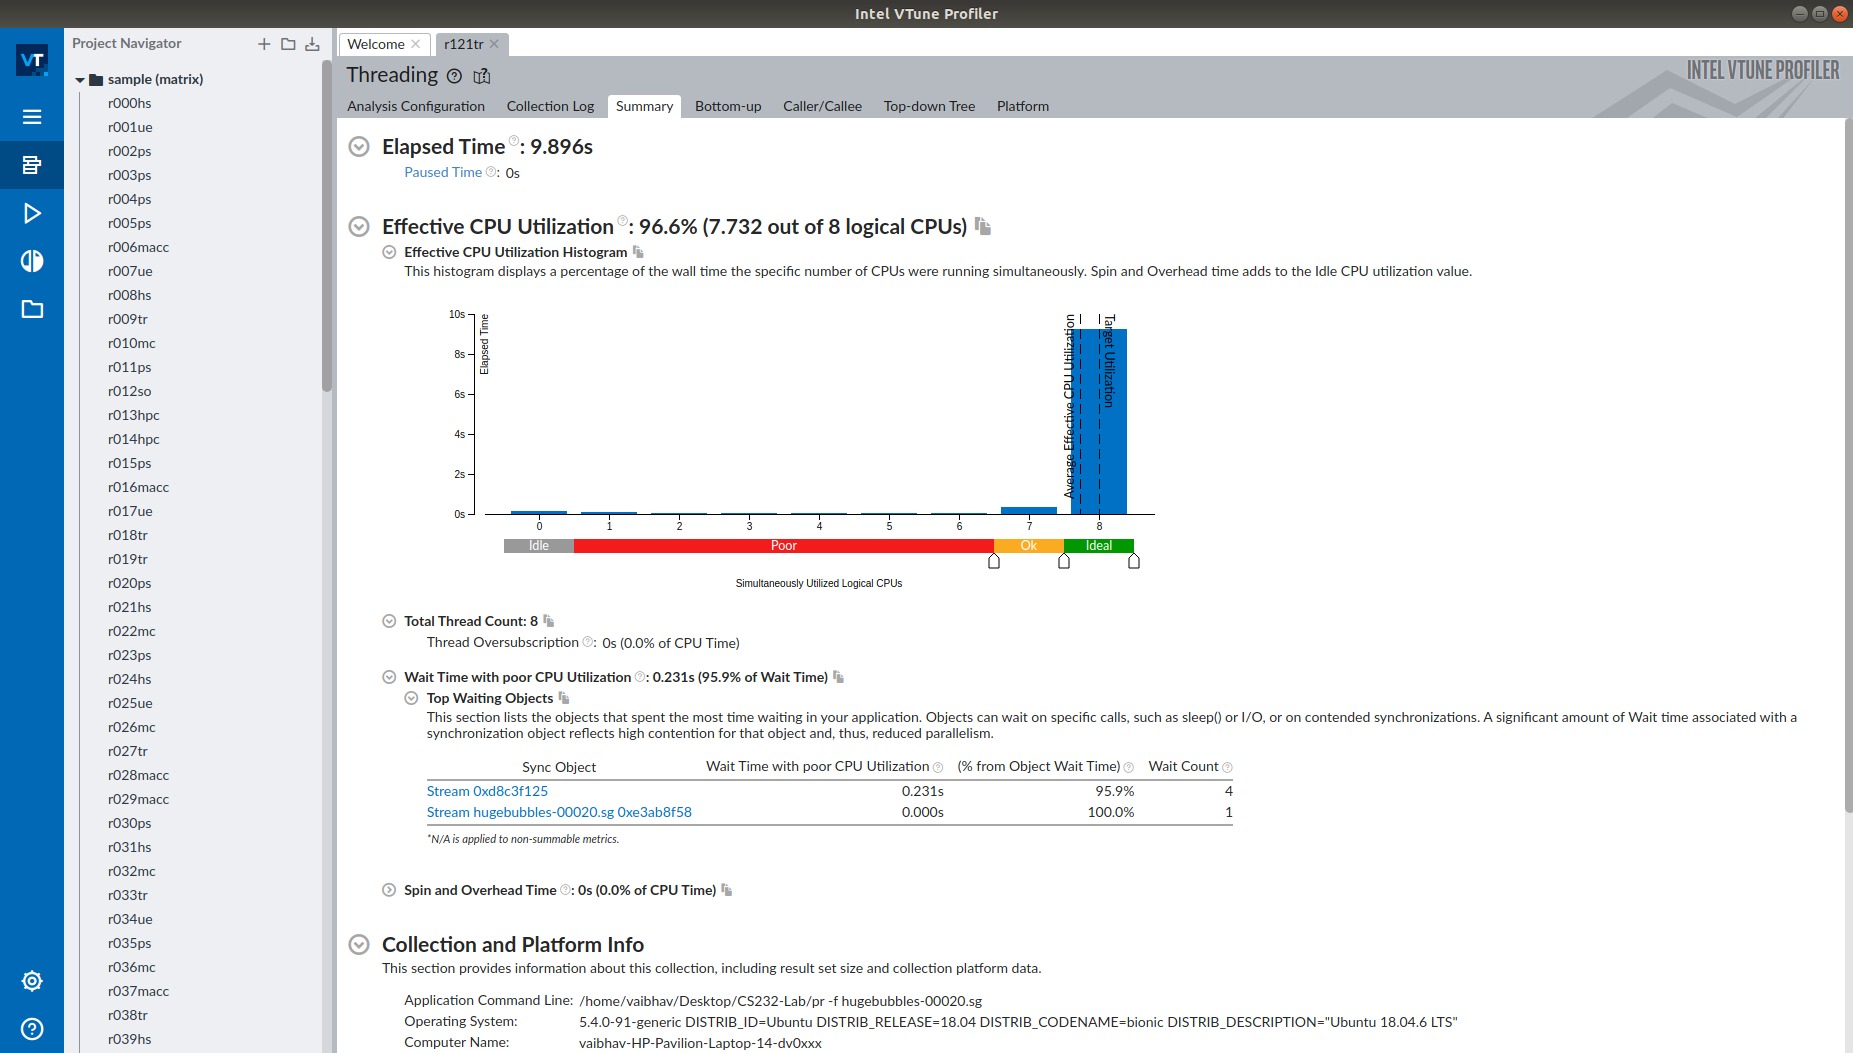 Intel VTune Profiler
VT
Project Navigator
sample (matrix)
r000hs
r001ue
r002ps
r003ps
r004ps
r005ps
r006macc
r007ue
r008hs
r009tr
r010mc
r011ps
r012so
r013hpc
r014hpc
r015ps
r016macc
r017ue
r018tr
r019tr
r020ps
r021hs
r022mc
r023ps
r024hs
r025ue
r026mc
r027tr
r028macc
r029macc
r030ps
r031hs
r032mc
r033tr
r034ue
r035ps
r036mc
r037macc
r038tr
r039hs
Welcome r121tr
Threading
INTEL VTUNE PROFILER
Analysis Configuration Collection Log Summary Bottom-up Caller/Callee Top-down Tree Platform
Elapsed Time: 9.896s
Paused Time: 0s
Effective CPU Utilization: 96.6% (7.732 out of 8 logical CPUs)
Effective CPU Utilization Histogram
This histogram displays a percentage of the wall time the specific number of CPUs were running simultaneously. Spin and Overhead time adds to the Idle CPU utilization value.
10s
8s
6s
4s
2s
0s
Elapsed Time
Average Effective CPU Utilization
Target Utilization
0 1 2 3 4 5 6 7 8
Idle Poor Ok Ideal
Simultaneously Utilized Logical CPUs
Total Thread Count: 8
Thread Oversubscription: 0s (0.0% of CPU Time)
Wait Time with poor CPU Utilization: 0.231s (95.9% of Wait Time)
Top Waiting Objects
This section lists the objects that spent the most time waiting in your application. Objects can wait on specific calls, such as sleep() or I/O, or on contended synchronizations. A significant amount of Wait time associated with a
synchronization object reflects high contention for that object and, thus, reduced parallelism.
Sync Object Wait Time with poor CPU Utilization (% from Object Wait Time) Wait Count
Stream 0xd8c3f125 0.231s 95.9% 4
Stream hugebubbles-00020.sg 0xe3ab8f58 0.000s 100.0% 1
*N/A is applied to non-summable metrics.
Spin and Overhead Time: 0s (0.0% of CPU Time)
Collection and Platform Info
This section provides information about this collection, including result set size and collection platform data.
Application Command Line: /home/vaibhav/Desktop/CS232-Lab/pr -f hugebubbles-00020.sg
Operating System: 5.4.0-91-generic DISTRIB_ID=Ubuntu DISTRIB_RELEASE=18.04 DISTRIB_CODENAME=bionic DISTRIB_DESCRIPTION="Ubuntu 18.04.6 LTS"
Computer Name: vaibhav-HP-Pavilion-Laptop-14-dv0xxx